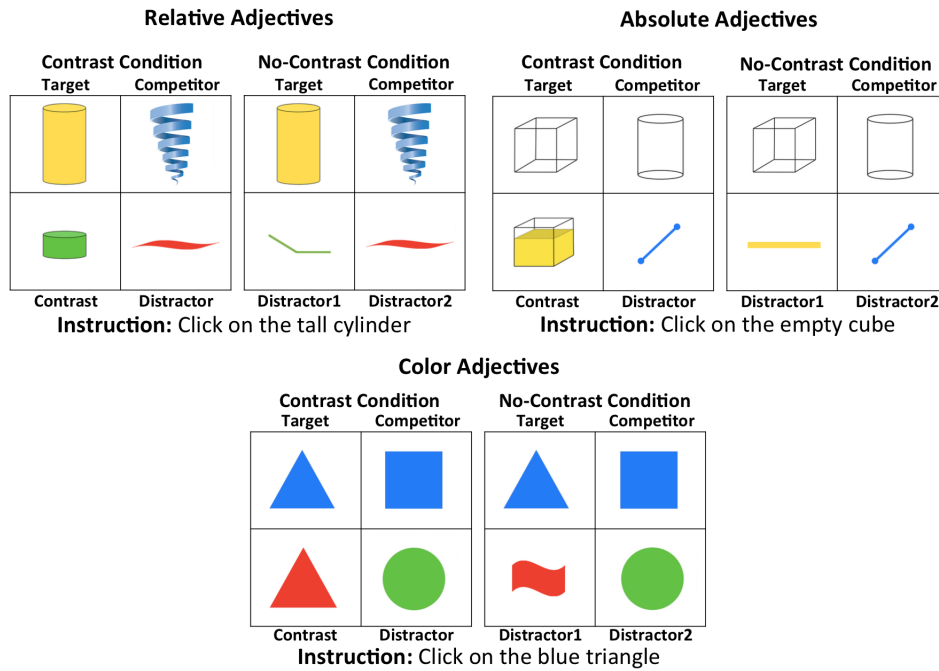 Relative Adjectives
Contrast Condition
No-Contrast Condition
Target
Competitor
Target
Competitor
Contrast
Distractor
Distractor1
Distractor2
Instruction: Click on the tall cylinder
Absolute Adjectives
Contrast Condition
No-Contrast Condition
Target
Competitor
Target
Competitor
Contrast
Distractor
Distractor1
Distractor2
Instruction: Click on the empty cube
Color Adjectives
Contrast Condition
No-Contrast Condition
Target
Competitor
Target
Competitor
Contrast
Distractor
Distractor1
Distractor2
Instruction: Click on the blue triangle